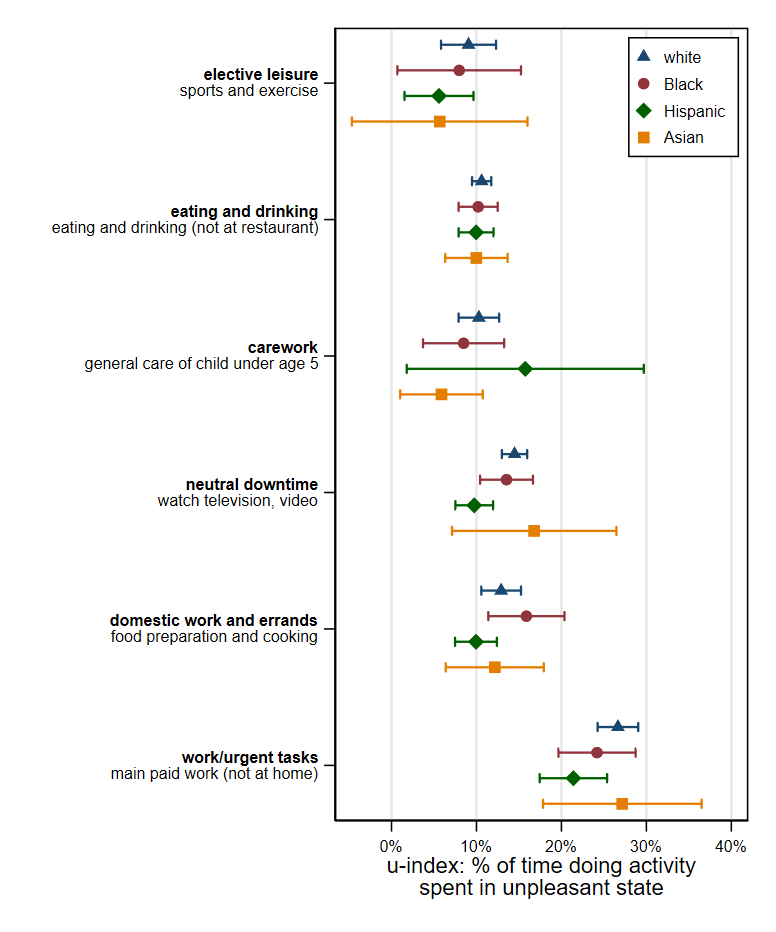 white
Black
Hispanic
Asian
elective leisure
sports and exercise
eating and drinking
eating and drinking (not at restaurant)
carework
general care of child under age 5
neutral downtime
watch television, video
domestic work and errands
food preparation and cooking
work/urgent tasks
main paid work (not at home)
0% 10% 20% 30% 40%
u-index: % of time doing activity
spent in unpleasant state